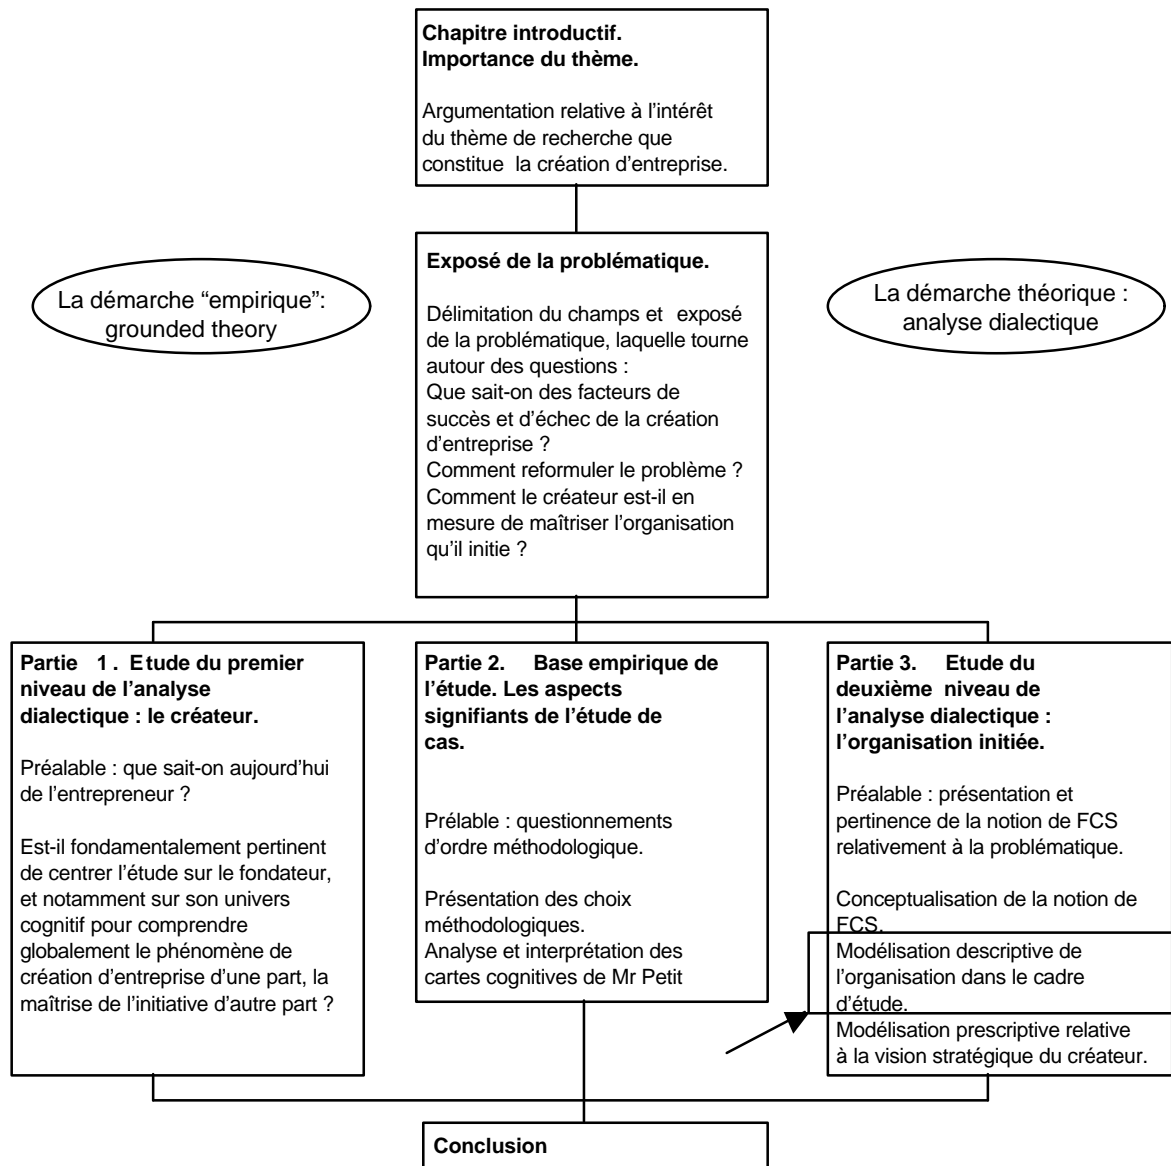 Chapitre introductif.
Importance du thème.
Argumentation relative à l’intérêt
du thème de recherche que
constitue la création d’entreprise.
La démarche “empirique”:
grounded theory
Exposé de la problématique.
Délimitation du champs et exposé
de la problématique, laquelle tourne
autour des questions :
Que sait-on des facteurs de
succès et d’échec de la création
d’entreprise ?
Comment reformuler le problème ?
Comment le créateur est-il en
mesure de maîtriser l’organisation
qu’il initie ?
La démarche théorique :
analyse dialectique
Partie 1. Etude du premier
niveau de l’analyse
dialectique : le créateur.
Préalable : que sait-on aujourd’hui
de l’entrepreneur ?
Est-il fondamentalement pertinent
de centrer l’étude sur le fondateur,
et notamment sur son univers
cognitif pour comprendre
globalement le phénomène de
création d’entreprise d’une part, la
maîtrise de l’initiative d’autre part ?
Partie 2. Base empirique de
l’étude. Les aspects
signifiants de l’étude de
cas.
Prélable : questionnements
d’ordre méthodologique.
Présentation des choix
méthodologiques.
Analyse et interprétation des
cartes cognitives de Mr Petit
Partie 3. Etude du
deuxième niveau de
l’analyse dialectique :
l’organisation initiée.
Préalable : présentation et
pertinence de la notion de FCS
relativement à la problématique.
Conceptualisation de la notion de
FCS.
Modélisation descriptive de
l’organisation dans le cadre
d’étude.
Modélisation prescriptive relative
à la vision stratégique du créateur.
Conclusion